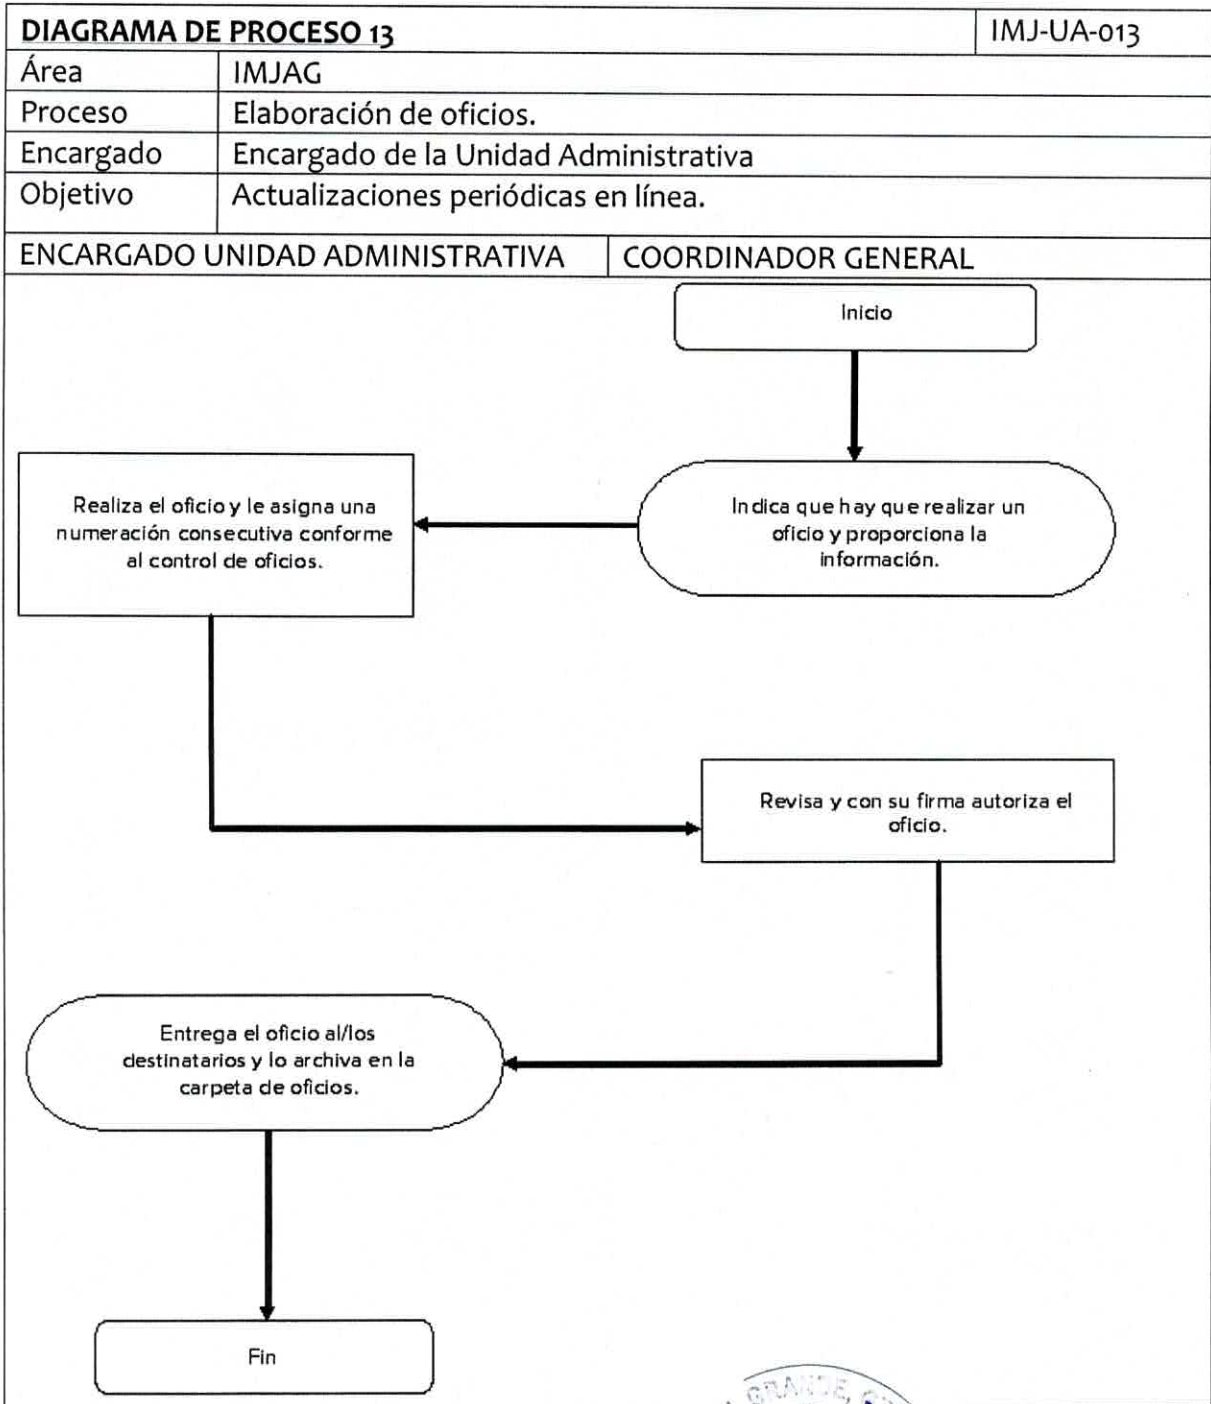 DIAGRAMA DE PROCESO 13 IMJ-UA-013
Área IMJAG
Proceso Elaboración de oficios.
Encargado Encargado de la Unidad Administrativa
Objetivo Actualizaciones periódicas en línea.
ENCARGADO UNIDAD ADMINISTRATIVA COORDINADOR GENERAL
Inicio
Indica que hay que realizar un
oficio y proporciona la
información.
Realiza el oficio y le asigna una
numeración consecutiva conforme
al control de oficios.
Revisa y con su firma autoriza el
oficio.
Entrega el oficio al/los
destinatarios y lo archiva en la
carpeta de oficios.
Fin
GRANDE,